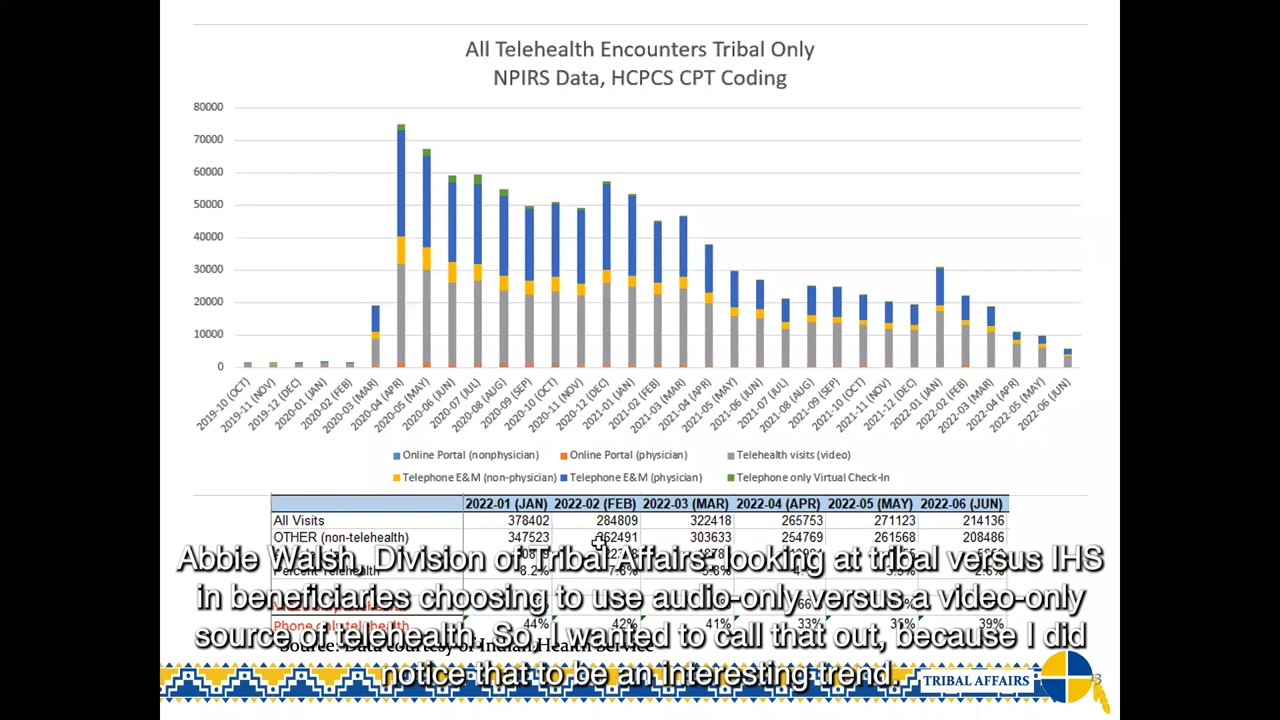 All Telehealth Encounters Tribal Only
NPIRS Data, HCPCS CPT Coding
80000
70000
60000
50000
40000
30000
20000
10000
0
2019-10 (OCT) 2019-11 (NOV) 2019-12 (DEC) 2020-01 (JAN) 2020-02 (FEB) 2020-03 (MAR) 2020-04 (APR) 2020-05 (MAY) 2020-06 (JUN) 2020-07 (JUL) 2020-08 (AUG) 2020-09 (SEP) 2020-10 (OCT) 2020-11 (NOV) 2020-12 (DEC) 2021-01 (JAN) 2021-02 (FEB) 2021-03 (MAR) 2021-04 (APR) 2021-05 (MAY) 2021-06 (JUN) 2021-07 (JUL) 2021-08 (AUG) 2021-09 (SEP) 2021-10 (OCT) 2021-11 (NOV) 2021-12 (DEC) 2022-01 (JAN) 2022-02 (FEB) 2022-03 (MAR) 2022-04 (APR) 2022-05 (MAY) 2022-06 (JUN)
Online Portal (nonphysician) Online Portal (physician) Telehealth visits (video)
Telephone E&M (non-physician) Telephone E&M (physician) Telephone only Virtual Check-In
2022-01 (JAN) 2022-02 (FEB) 2022-03 (MAR) 2022-04 (APR) 2022-05 (MAY) 2022-06 (JUN)
All Visits 378402 284809 322418 265753 271123 214136
OTHER (non-telehealth) 347523 262491 303633 254769 261568 208486
Percent Telehealth 8.2%
Phone only telehealth 44% 42% 41% 33% 35% 39%
Source: Data courtesy of Indian Health Service
Abbie Walsh, Division of Tribal Affairs: looking at tribal versus IHS
in beneficiaries choosing to use audio-only versus a video-only
source of telehealth. So, I wanted to call that out, because I did
notice that to be an interesting trend.
TRIBAL AFFAIRS